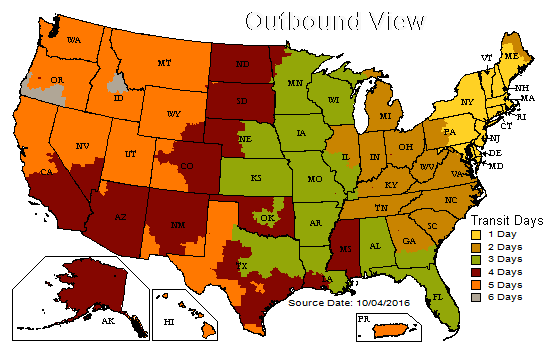 Outbound View
WA
MT
ND
MN
ME
VT
OR
ID
SD
WI
NY
NH
MA
WY
MI
RI
CT
PA
NJ
NE
IA
IL
IN
OH
DE
MD
NV
UT
CO
WV
VA
CA
KS
MO
KY
NC
TN
AZ
NM
OK
AR
SC
MS
AL
GA
TX
LA
FL
Transit Days
1 Day
2 Days
3 Days
4 Days
5 Days
6 Days
Source Date: 10/04/2016
AK
HI
PR